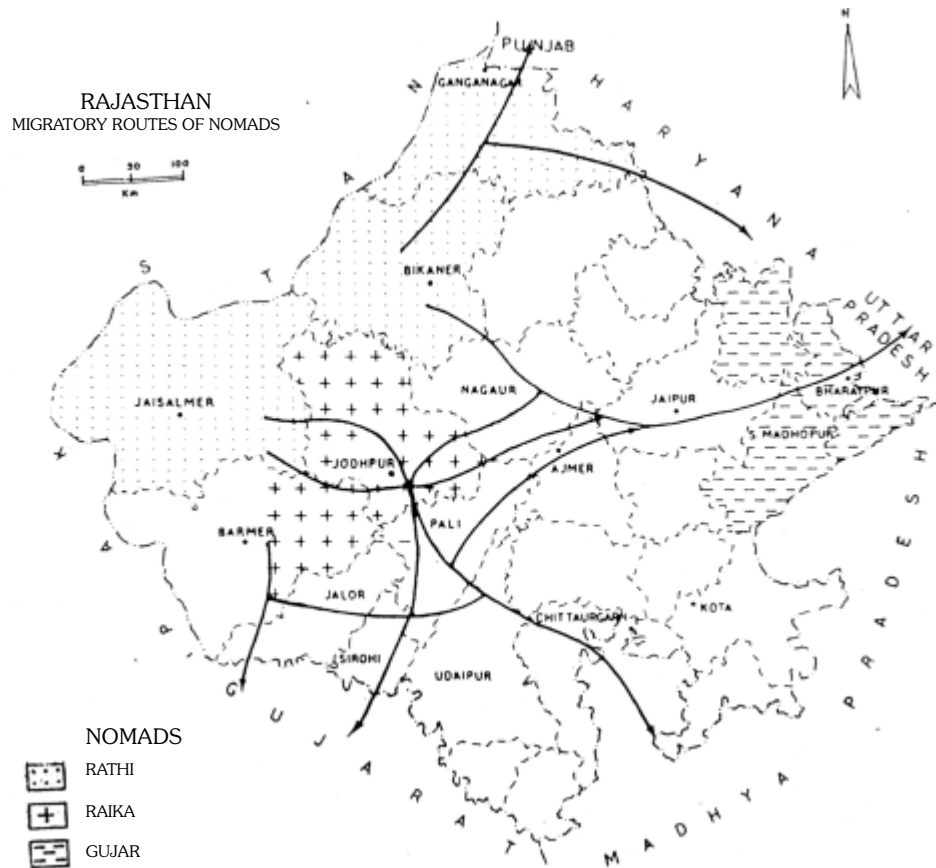 N
PUNJAB
GANGANAGAR
HARYANA
RAJASTHAN
MIGRATORY ROUTES OF NOMADS
0 50 100
Km
PAKISTAN
BIKANER
UTTAR
PRADESH
NAGAUR
JAISALMER
JAIPUR
BHARATPUR
S. MADHOPUR
JODHPUR
AJMER
PALI
BARMER
JALOR
KOTA
CHITTAURGARH
SIROHI
UDAIPUR
GUJARAT
MADHYA PRADESH
NOMADS
RATHI
RAIKA
GUJAR